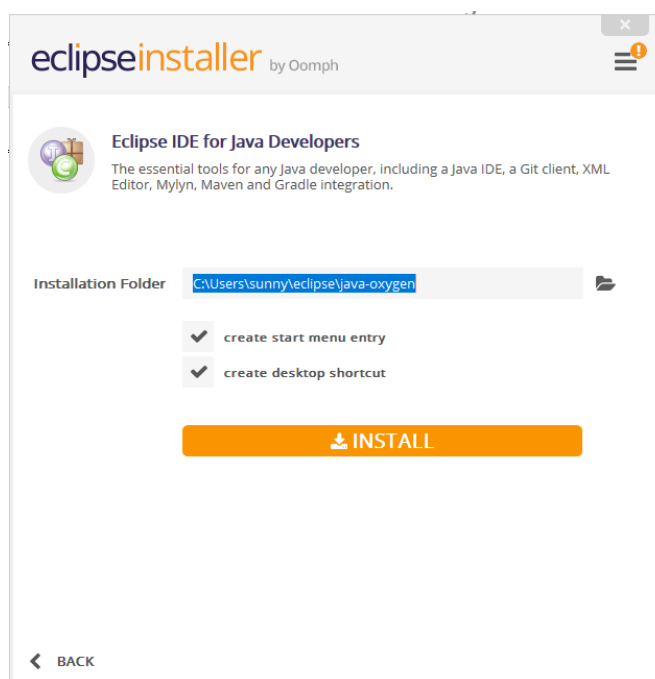 eclipseinstaller by Oomph
Eclipse IDE for Java Developers
The essential tools for any Java developer, including a Java IDE, a Git client, XML
Editor, Mylyn, Maven and Gradle integration.
Installation Folder C:\Users\sunny\eclipse\java-oxygen
create start menu entry
create desktop shortcut
INSTALL
BACK